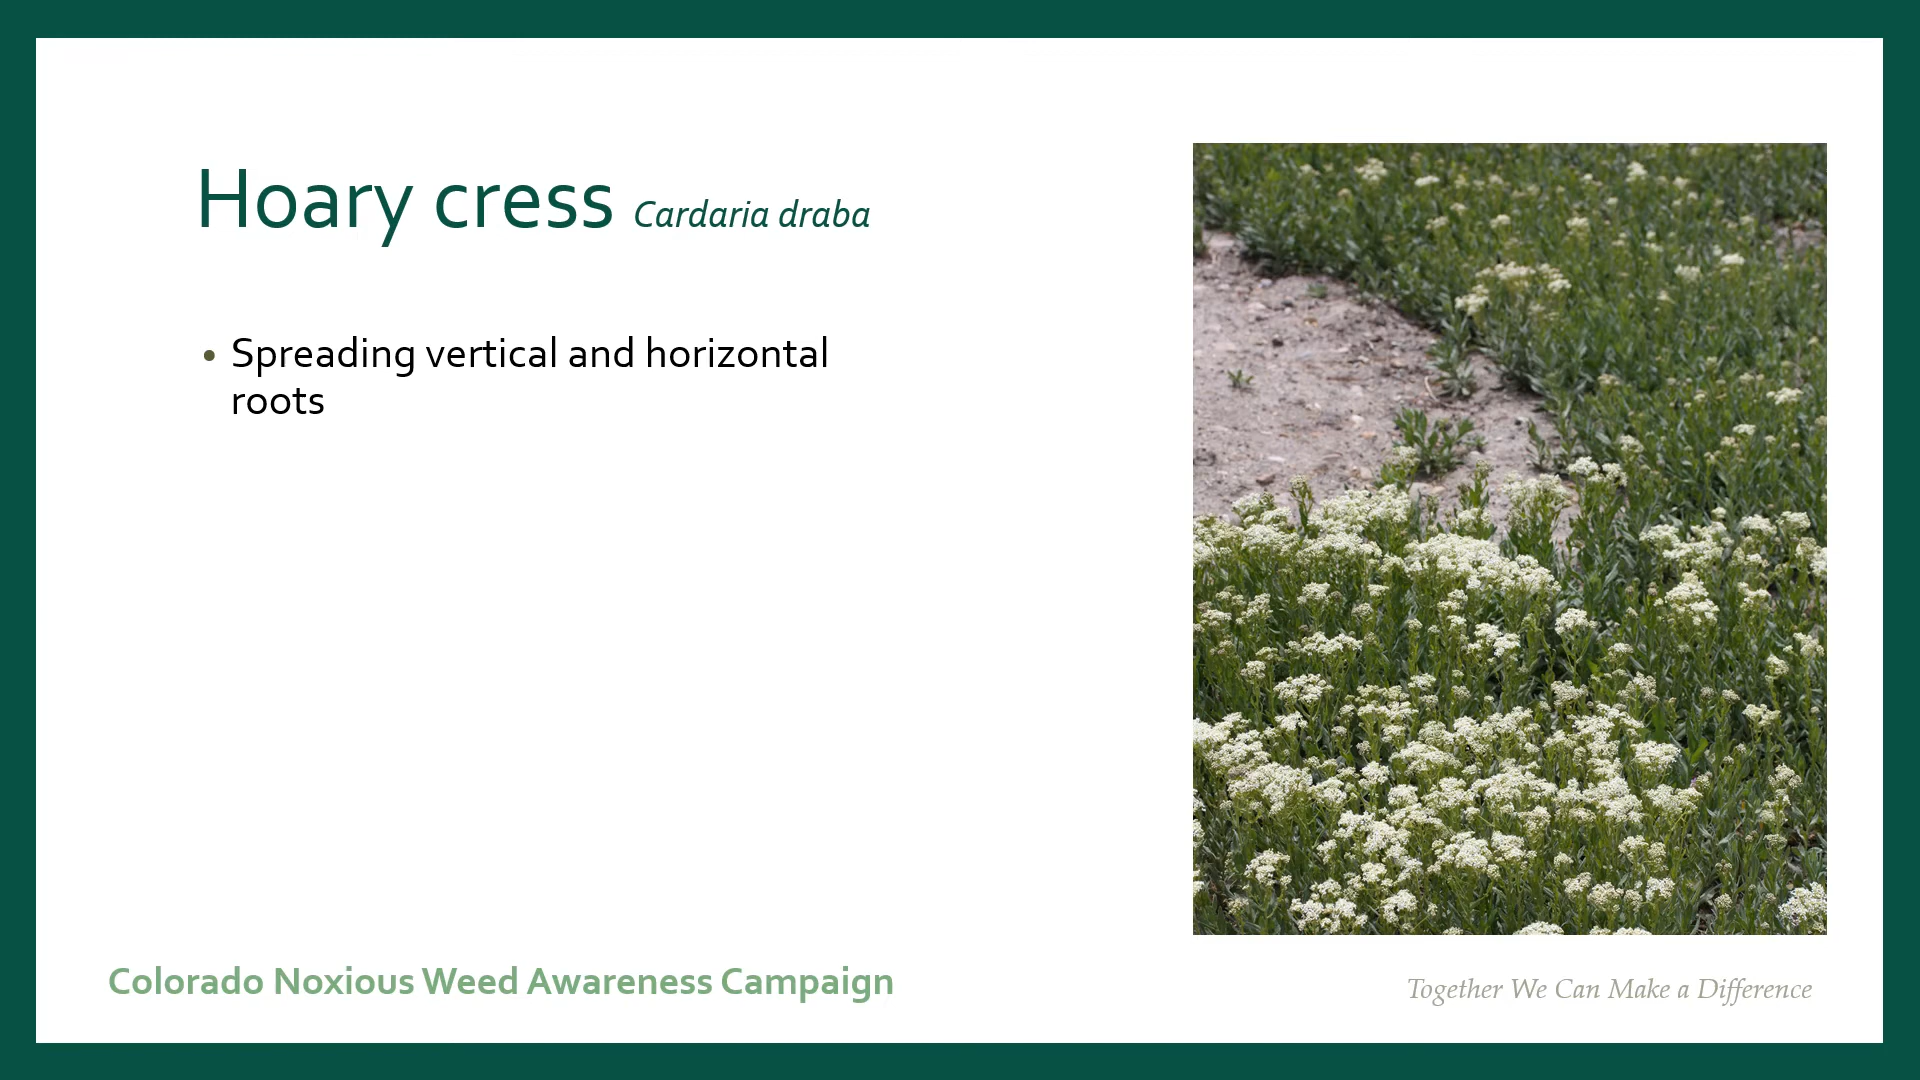 Hoary cress Cardaria draba
• Spreading vertical and horizontal
roots
Colorado Noxious Weed Awareness Campaign
Together We Can Make a Difference